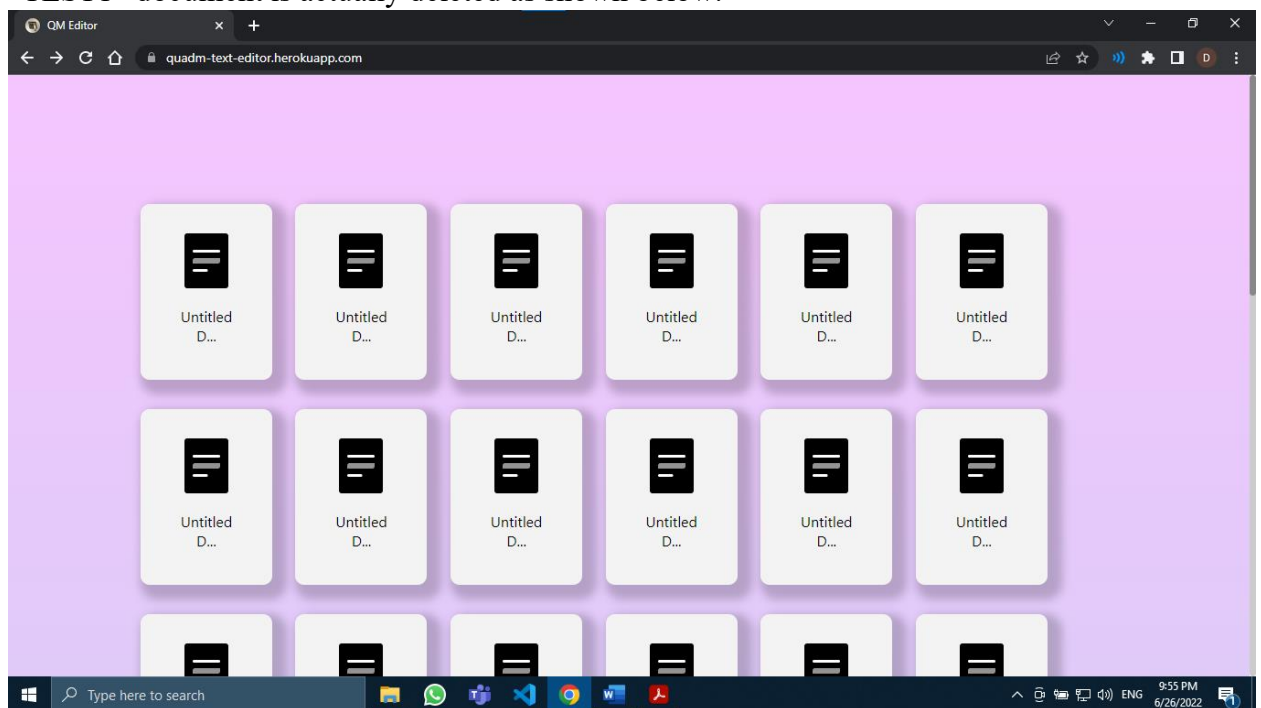 document is actually deleted as shown below.
QM Editor
quadm-text-editor.herokuapp.com
D
Untitled D...
Untitled D...
Untitled D...
Untitled D...
Untitled D...
Untitled D...
Untitled D...
Untitled D...
Untitled D...
Untitled D...
Untitled D...
Untitled D...
Type here to search
ENG
9:55 PM
6/26/2022
1